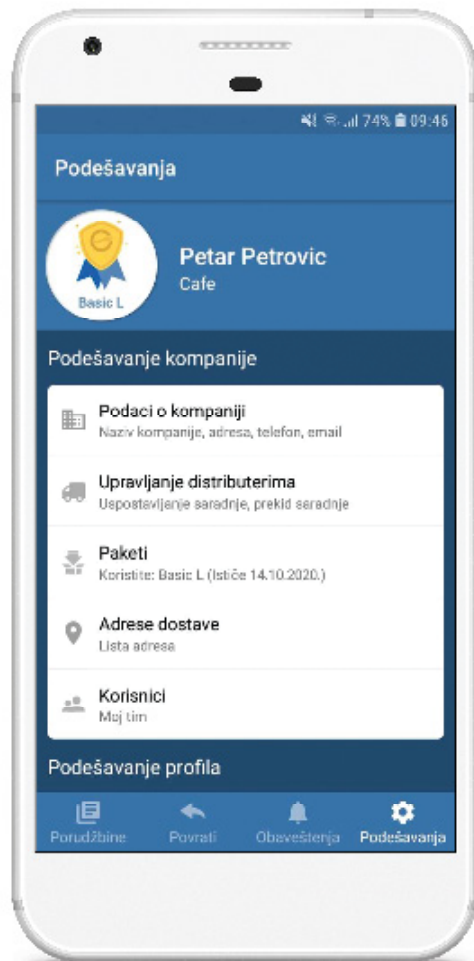 74% 09:46
Podešavanja
Basic L
Petar Petrovic
Cafe
Podešavanje kompanije
Podaci o kompaniji
Naziv kompanije, adresa, telefon, email
Upravljanje distributerima
Uspostavljanje saradnje, prekid saradnje
Paketi
Koristite: Basic L (Ističe 14.10.2020.)
Adrese dostave
Lista adresa
Korisnici
Moj tim
Podešavanje profila
Porudžbine Povrati Obaveštenja Podešavanja